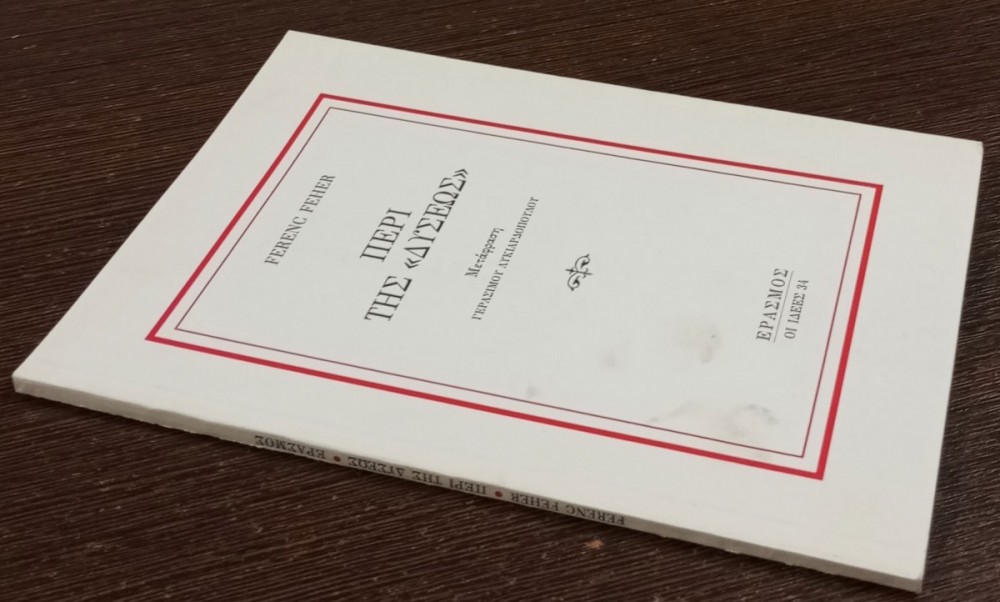 FERENC FEHER
ΠΕΡΙ
ΤΗΣ «ΔΥΣΕΩΣ»
Μετάφραση
ΓΕΡΑΣΙΜΟΥ ΛΥΚΙΑΡΔΟΠΟΥΛΟΥ
ΕΡΑΣΜΟΣ
ΟΙ ΙΔΕΕΣ 34
FERENC FEHER • ΠΕΡΙ ΤΗΣ ΔΥΣΕΩΣ • ΕΡΑΣΜΟΣ